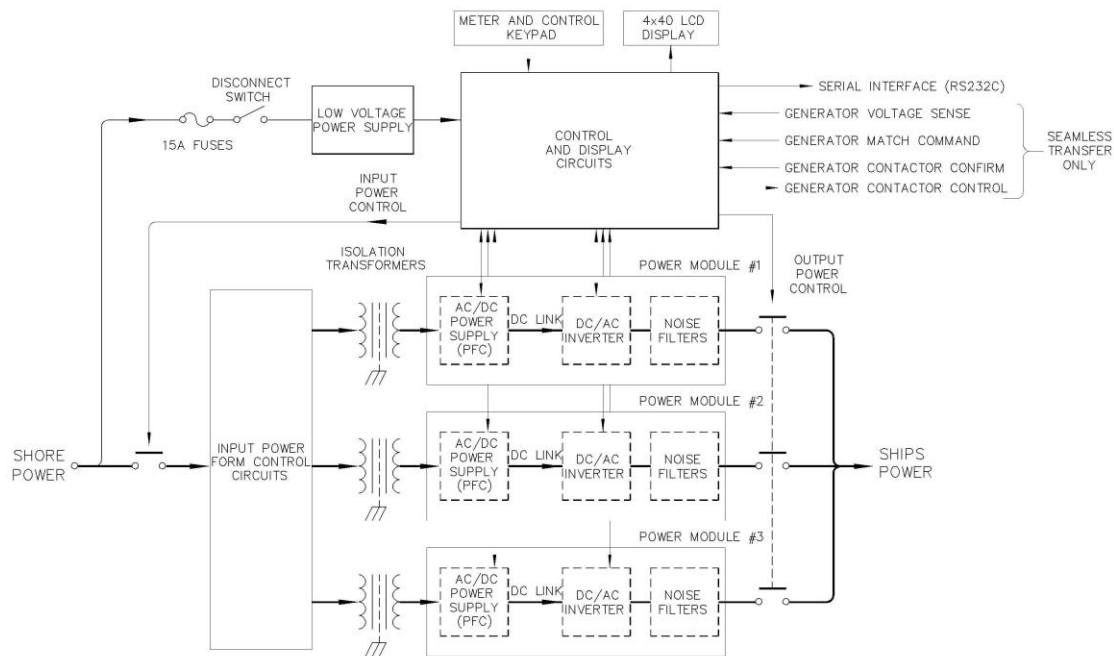 METER AND CONTROL
KEYPAD
4x40 LCD
DISPLAY
DISCONNECT
SWITCH
LOW VOLTAGE
POWER SUPPLY
15A FUSES
CONTROL
AND DISPLAY
CIRCUITS
SERIAL INTERFACE (RS232C)
GENERATOR VOLTAGE SENSE
GENERATOR MATCH COMMAND
GENERATOR CONTACTOR CONFIRM
GENERATOR CONTACTOR CONTROL
SEAMLESS
TRANSFER
ONLY
INPUT
POWER
CONTROL
ISOLATION
TRANSFORMERS
POWER MODULE #1
OUTPUT
POWER
CONTROL
AC/DC
POWER
SUPPLY
(PFC)
DC LINK
DC/AC
INVERTER
NOISE
FILTERS
POWER MODULE #2
SHORE
POWER
INPUT POWER
FORM CONTROL
CIRCUITS
AC/DC
POWER
SUPPLY
(PFC)
DC LINK
DC/AC
INVERTER
NOISE
FILTERS
SHIPS
POWER
POWER MODULE #3
AC/DC
POWER
SUPPLY
(PFC)
DC LINK
DC/AC
INVERTER
NOISE
FILTERS